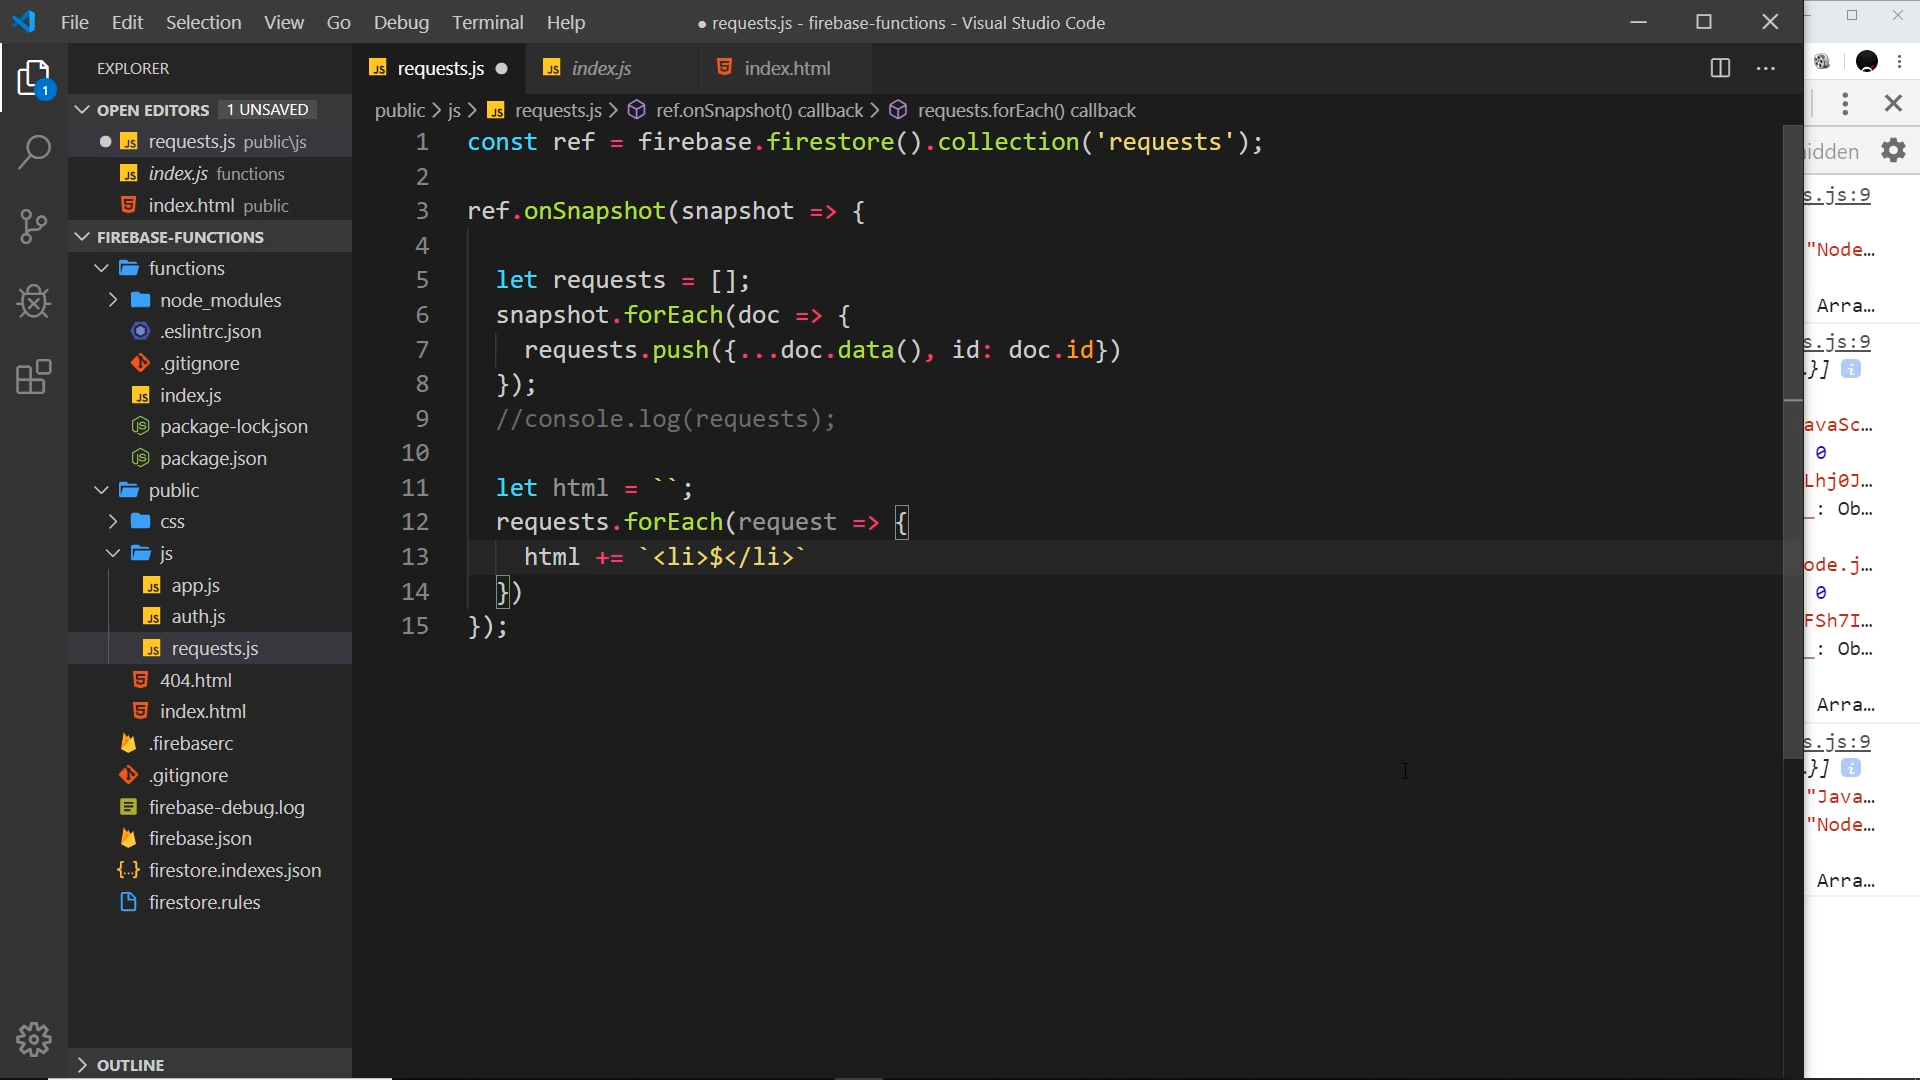 File Edit Selection View Go Debug Terminal Help
● requests.js - firebase-functions - Visual Studio Code
EXPLORER
OPEN EDITORS 1 UNSAVED
requests.js public\js
index.js functions
index.html public
FIREBASE-FUNCTIONS
functions
node_modules
.eslintrc.json
.gitignore
index.js
package-lock.json
package.json
public
css
js
app.js
auth.js
requests.js
404.html
index.html
.firebaserc
.gitignore
firebase-debug.log
firebase.json
firestore.indexes.json
firestore.rules
OUTLINE
1
requests.js index.js index.html
public > js > requests.js > ref.onSnapshot() callback > requests.forEach() callback
1 const ref = firebase.firestore().collection('requests');
2
3 ref.onSnapshot(snapshot => {
4
5 let requests = [];
6 snapshot.forEach(doc => {
7 requests.push({...doc.data(), id: doc.id})
8 });
9 //console.log(requests);
10
11 let html = ``;
12 requests.forEach(request => {
13 html += `<li>$</li>`
14 })
15 });
idden
s.js:9
"Node…
Arra…
s.js:9
.}] i
avaSc…
0
Lhj0J…
_: Ob…
ode.j…
0
FSh7I…
_: Ob…
Arra…
s.js:9
.}] i
"Java…
"Node…
Arra…